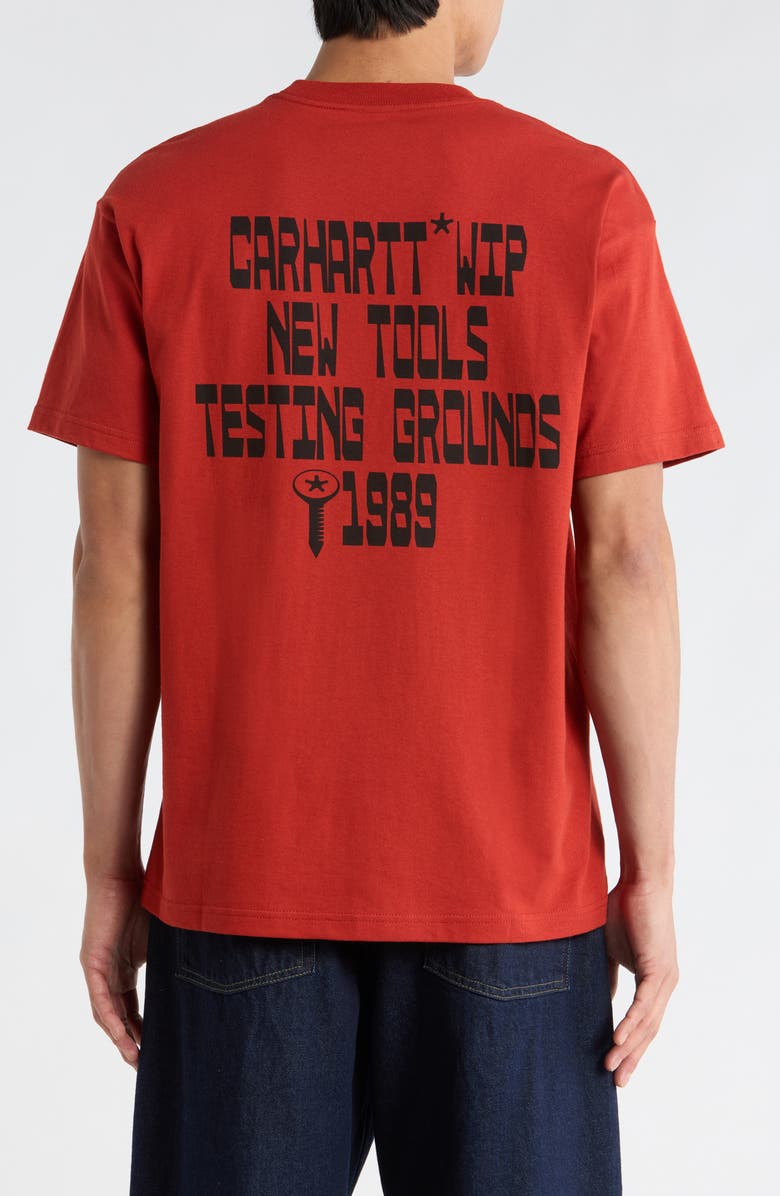 CARHARTT*WIP
NEW TOOLS
TESTING GROUNDS
1989